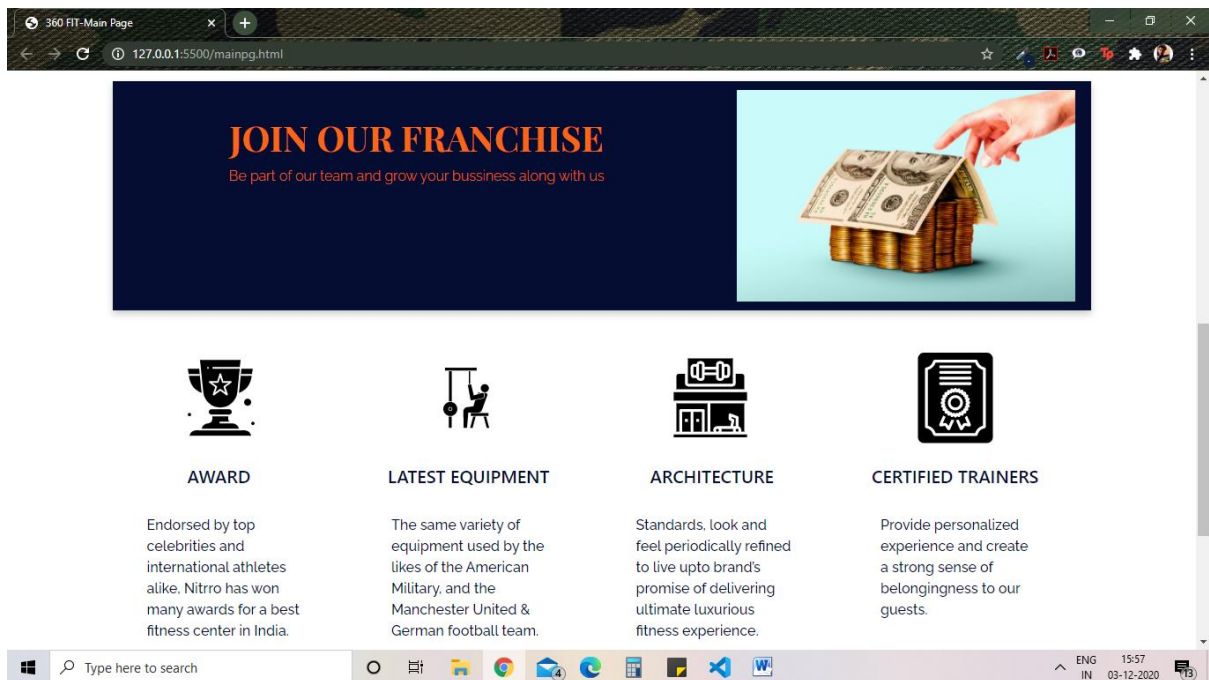 360 FIT-Main Page
127.0.0.1:5500/mainpg.html
JOIN OUR FRANCHISE
Be part of our team and grow your bussiness along with us
AWARD
Endorsed by top
celebrities and
international athletes
alike, Nitrro has won
many awards for a best
fitness center in India.
LATEST EQUIPMENT
The same variety of
equipment used by the
likes of the American
Military, and the
Manchester United &
German football team.
ARCHITECTURE
Standards, look and
feel periodically refined
to live upto brand's
promise of delivering
ultimate luxurious
fitness experience.
CERTIFIED TRAINERS
Provide personalized
experience and create
a strong sense of
belongingness to our
guests.
Type here to search
4
W
ENG
IN
15:57
03-12-2020
13